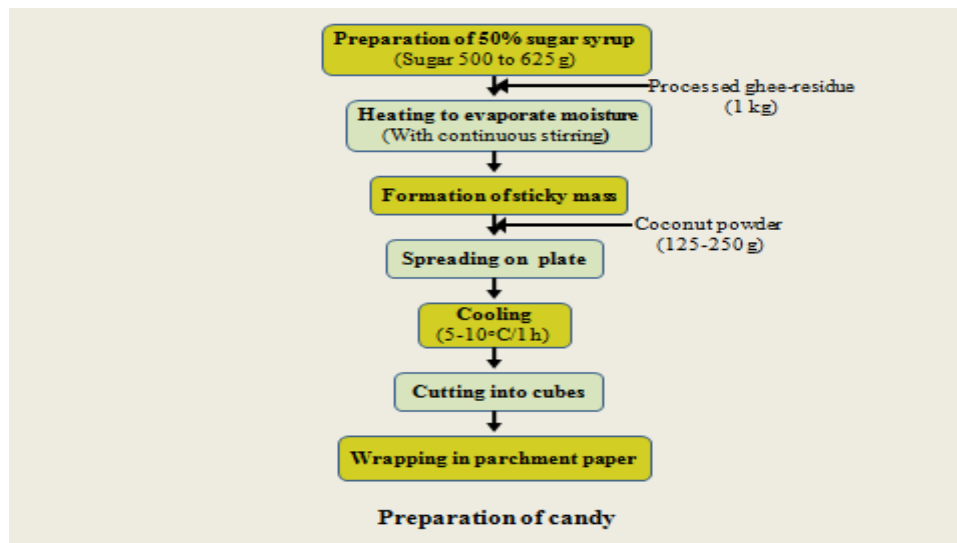 Preparation of 50% sugar syrup
(Sugar 500 to 625 g)
Processed ghee-residue
(1 kg)
Heating to evaporate moisture
(With continuous stirring)
Formation of sticky mass
Coconut powder
(125-250 g)
Spreading on plate
Cooling
(5-10°C/1h)
Cutting into cubes
Wrapping in parchment paper
Preparation of candy